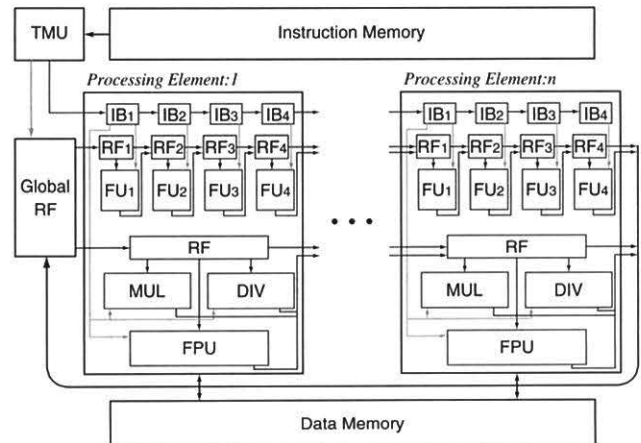 TMU
Instruction Memory
Processing Element:1
Processing Element:n
IB1 IB2 IB3 IB4
IB1 IB2 IB3 IB4
RF1 RF2 RF3 RF4
RF1 RF2 RF3 RF4
Global
RF
FU1 FU2 FU3 FU4
FU1 FU2 FU3 FU4
RF
RF
MUL DIV
MUL DIV
FPU
FPU
Data Memory